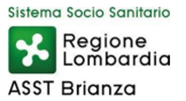 Sistema Socio Sanitario
Regione
Lombardia
ASST Brianza